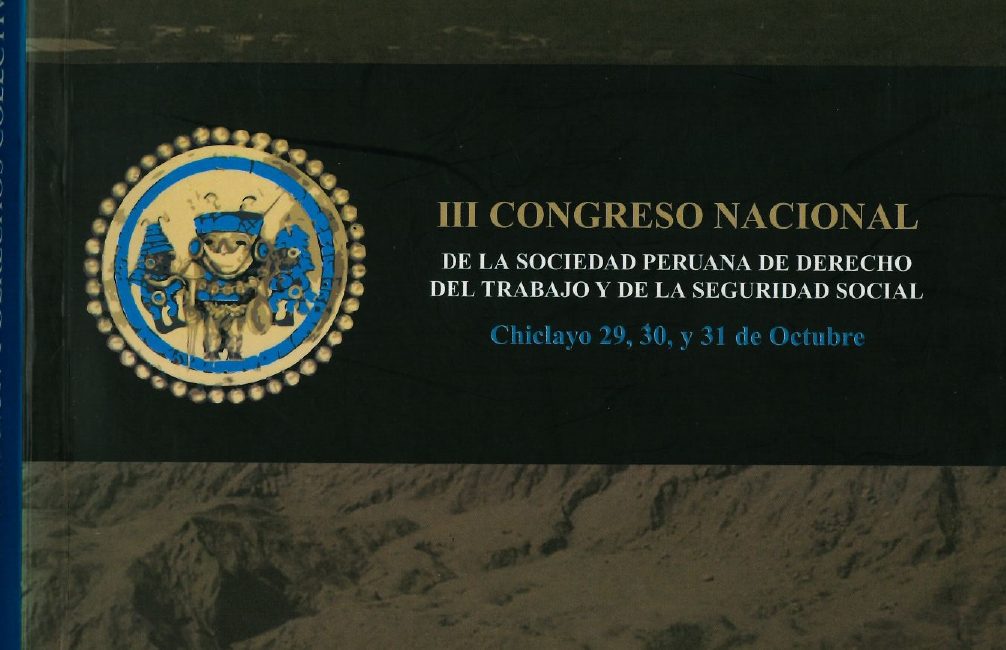 III CONGRESO NACIONAL
DE LA SOCIEDAD PERUANA DE DERECHO
DEL TRABAJO Y DE LA SEGURIDAD SOCIAL
Chiclayo 29, 30, y 31 de Octubre